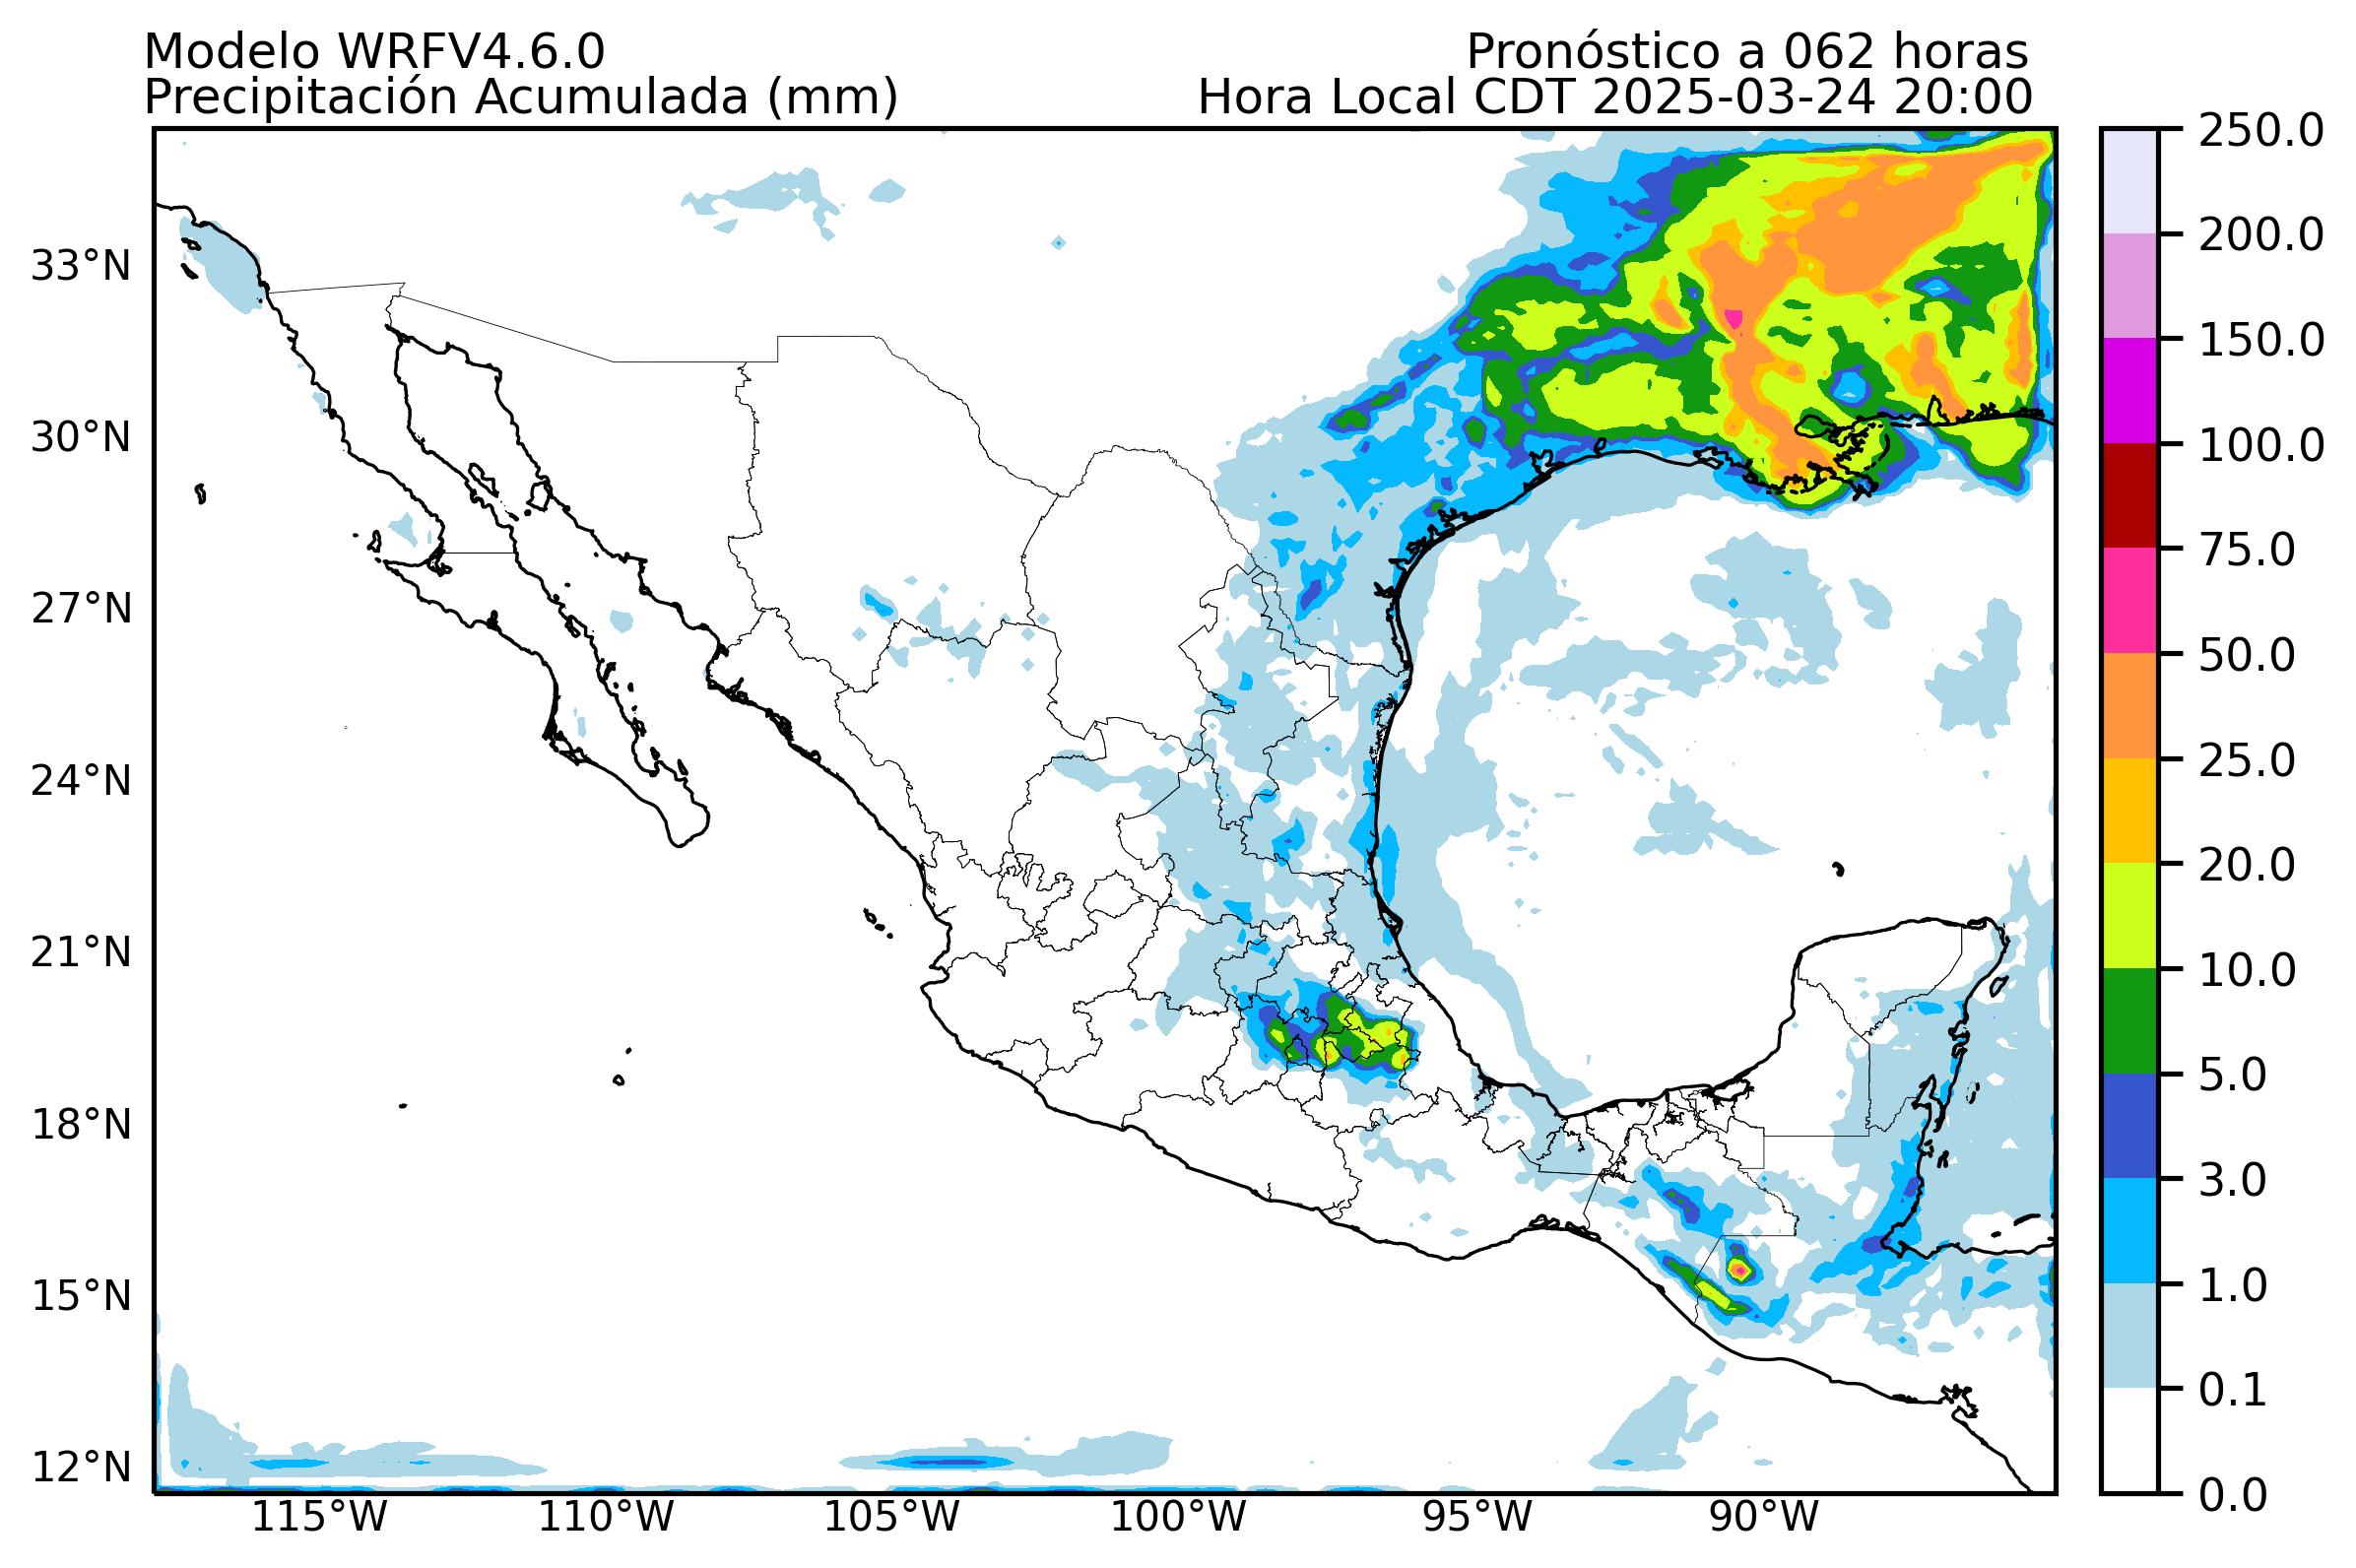 Modelo WRFV4.6.0
Pronóstico a 062 horas
Precipitación Acumulada (mm)
Hora Local CDT 2025-03-24 20:00
33°N
30°N
27°N
24°N
21°N
18°N
15°N
12°N
115°W
110°W
105°W
100°W
95°W
90°W
250.0
200.0
150.0
100.0
75.0
50.0
25.0
20.0
10.0
5.0
3.0
1.0
0.1
0.0